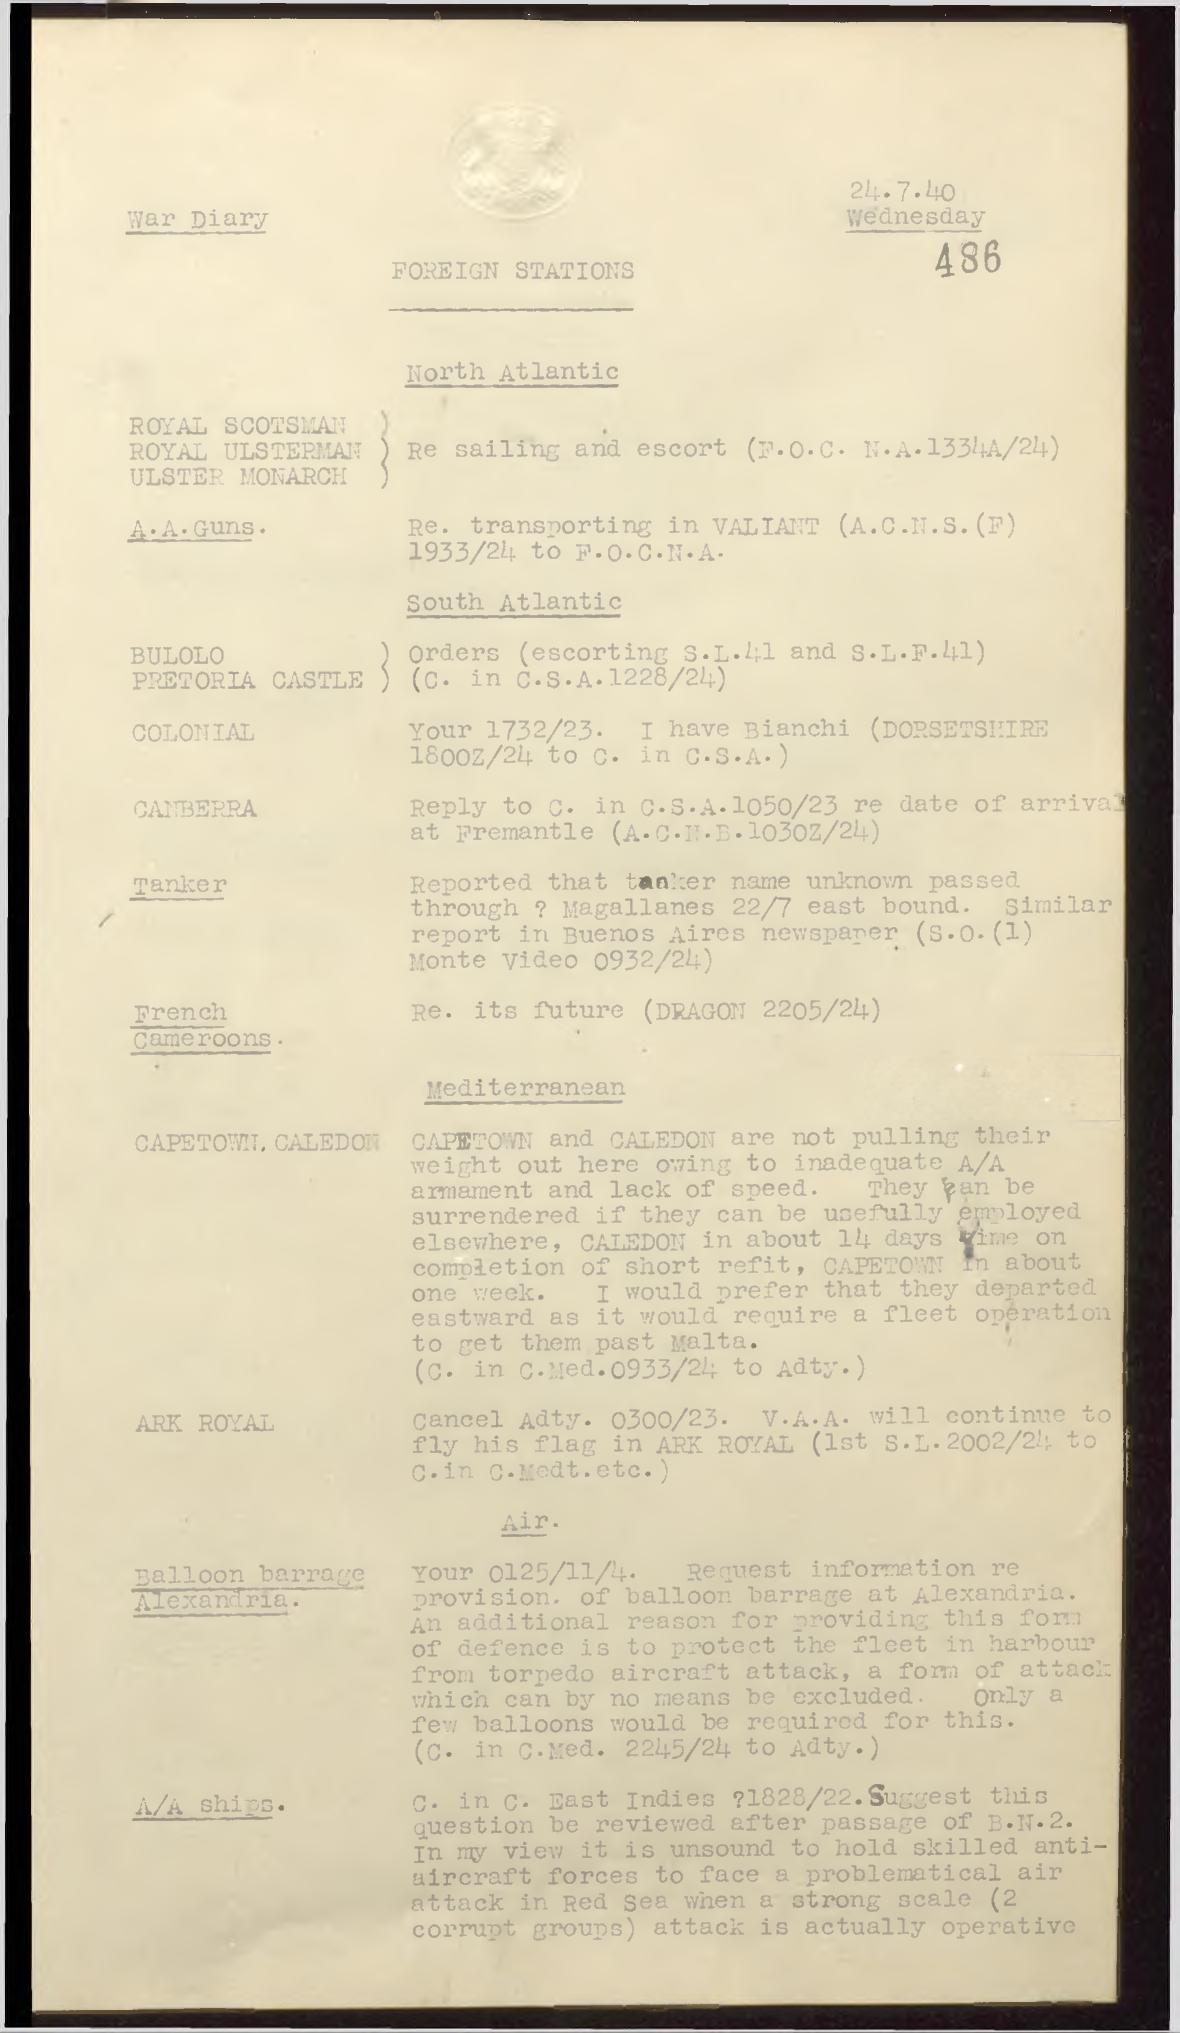 24.7.40
War Diary
Wednesday
486
FOREIGN STATIONS
North Atlantic
ROYAL SCOTSMAN )
ROYAL ULSTERMAN ) Re sailing and escort (F.O.C. N.A.1334A/24)
ULSTER MONARCH )
A.A.Guns. Re. transporting in VALIANT (A.C.N.S.(F)
1933/24 to F.O.C.N.A.
South Atlantic
BULOLO ) Orders (escorting S.L.41 and S.L.F.41)
PRETORIA CASTLE ) (C. in C.S.A.1228/24)
COLONIAL Your 1732/23. I have Bianchi (DORSETSHIRE
1800Z/24 to C. in C.S.A.)
CANBERRA Reply to C. in C.S.A.1050/23 re date of arrival
at Fremantle (A.C.N.B.1030Z/24)
Tanker Reported that tanker name unknown passed
through ? Magallanes 22/7 east bound. Similar
report in Buenos Aires newspaper (S.O.(1)
Monte Video 0932/24)
French Re. its future (DRAGON 2205/24)
Cameroons.
Mediterranean
CAPETOWN, CALEDON CAPETOWN and CALEDON are not pulling their
weight out here owing to inadequate A/A
armament and lack of speed. They can be
surrendered if they can be usefully employed
elsewhere, CALEDON in about 14 days time on
completion of short refit, CAPETOWN in about
one week. I would prefer that they departed
eastward as it would require a fleet operation
to get them past Malta.
(C. in C.Med.0933/24 to Adty.)
ARK ROYAL Cancel Adty. 0300/23. V.A.A. will continue to
fly his flag in ARK ROYAL (1st S.L.2002/24 to
C.in C.Medt.etc.)
Air.
Balloon barrage Your 0125/11/4. Request information re
Alexandria. provision. of balloon barrage at Alexandria.
An additional reason for providing this form
of defence is to protect the fleet in harbour
from torpedo aircraft attack, a form of attack
which can by no means be excluded. Only a
few balloons would be required for this.
(C. in C.Med. 2245/24 to Adty.)
A/A ships. C. in C. East Indies ?1828/22.Suggest this
question be reviewed after passage of B.N.2.
In my view it is unsound to hold skilled anti-
aircraft forces to face a problematical air
attack in Red Sea when a strong scale (2
corrupt groups) attack is actually operative